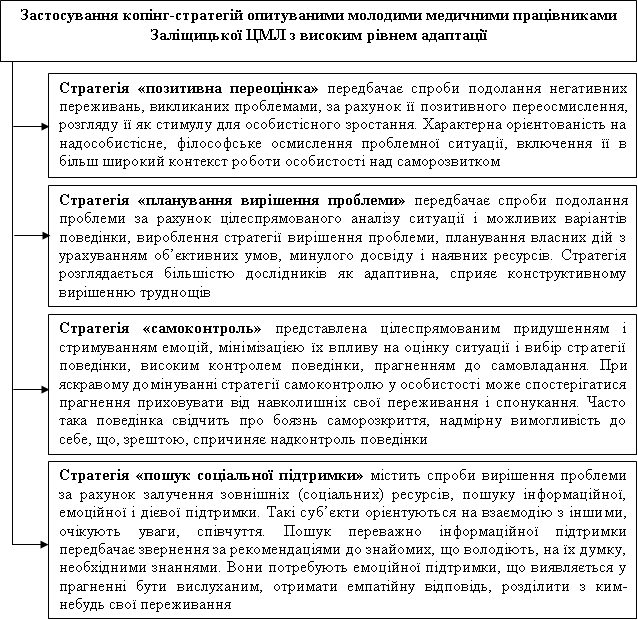 Застосування копінг-стратегій опитуваними молодими медичними працівниками
Заліщицької ЦМЛ з високим рівнем адаптації
Стратегія «позитивна переоцінка» передбачає спроби подолання негативних
переживань, викликаних проблемами, за рахунок її позитивного переосмислення,
розгляду її як стимулу для особистісного зростання. Характерна орієнтованість на
надособистісне, філософське осмислення проблемної ситуації, включення її в
більш широкий контекст роботи особистості над саморозвитком
Стратегія «планування вирішення проблеми» передбачає спроби подолання
проблеми за рахунок цілеспрямованого аналізу ситуації і можливих варіантів
поведінки, вироблення стратегії вирішення проблеми, планування власних дій з
урахуванням об’єктивних умов, минулого досвіду і наявних ресурсів. Стратегія
розглядається більшістю дослідників як адаптивна, сприяє конструктивному
вирішенню труднощів
Стратегія «самоконтроль» представлена цілеспрямованим придушенням і
стримуванням емоцій, мінімізацією їх впливу на оцінку ситуації і вибір стратегії
поведінки, високим контролем поведінки, прагненням до самовладання. При
яскравому домінуванні стратегії самоконтролю у особистості може спостерігатися
прагнення приховувати від навколишніх свої переживання і спонукання. Часто
така поведінка свідчить про боязнь саморозкриття, надмірну вимогливість до
себе, що, зрештою, спричиняє надконтроль поведінки
Стратегія «пошук соціальної підтримки» містить спроби вирішення проблеми
за рахунок залучення зовнішніх (соціальних) ресурсів, пошуку інформаційної,
емоційної і дієвої підтримки. Такі суб’єкти орієнтуються на взаємодію з іншими,
очікують уваги, співчуття. Пошук переважно інформаційної підтримки
передбачає звернення за рекомендаціями до знайомих, що володіють, на їх думку,
необхідними знаннями. Вони потребують емоційної підтримки, що виявляється у
прагненні бути вислуханим, отримати емпатійну відповідь, розділити з ким-
небудь свої переживання